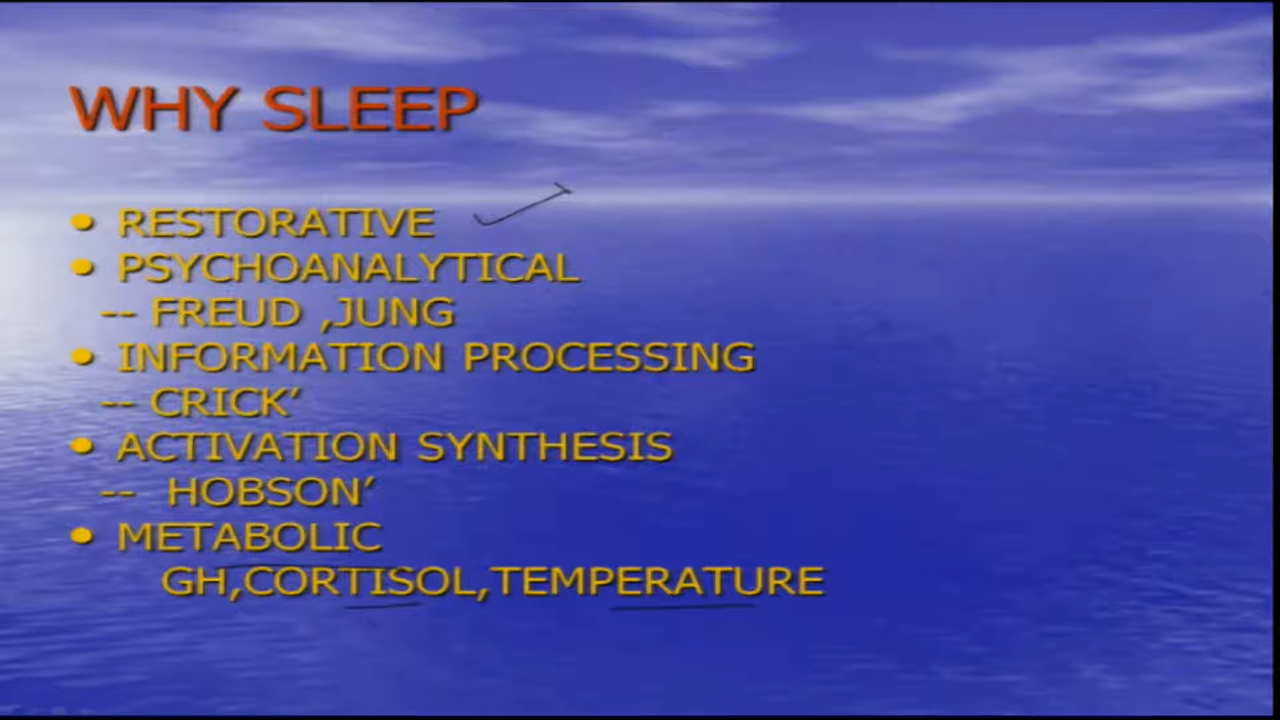 WHY SLEEP
• RESTORATIVE
• PSYCHOANALYTICAL
-- FREUD ,JUNG
• INFORMATION PROCESSING
-- CRICK’
• ACTIVATION SYNTHESIS
-- HOBSON’
• METABOLIC
GH,CORTISOL,TEMPERATURE